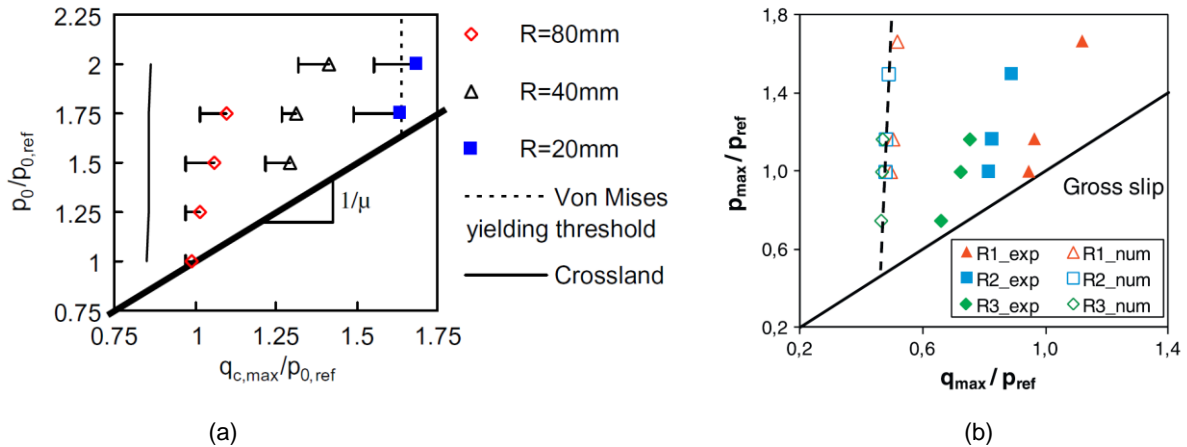 2.25
2
1.75
1.5
1.25
1
0.75
0.75 1 1.25 1.5 1.75
p0/p0,ref
qc,max/p0,ref
1/μ
R=80mm
R=40mm
R=20mm
Von Mises
yielding threshold
Crossland
(a)
1,8
1,4
1,0
0,6
0,2
0,2 0,6 1,0 1,4
pmax / pref
qmax / pref
Gross slip
R1_exp R1_num
R2_exp R2_num
R3_exp R3_num
(b)